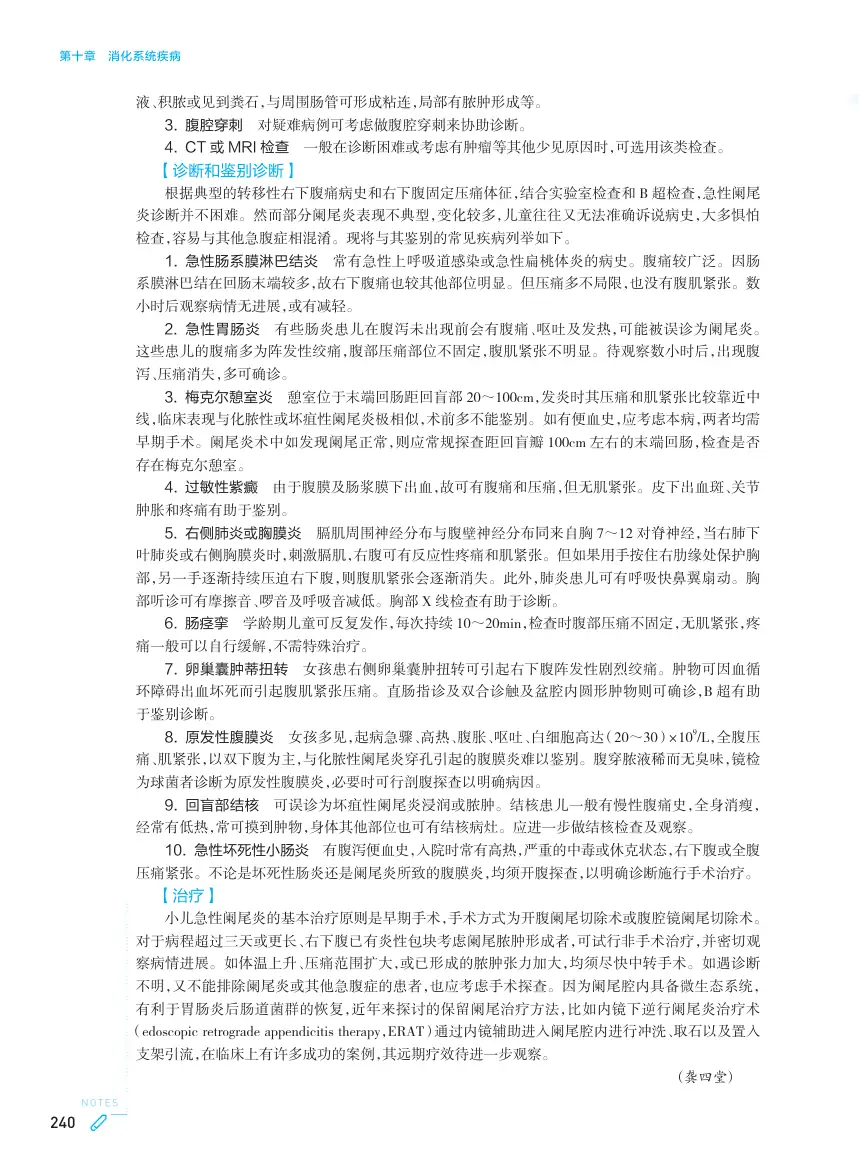 第十章 消化系统疾病
液、积脓或见到粪石,与周围肠管可形成粘连,局部有脓肿形成等。
3. 腹腔穿刺 对疑难病例可考虑做腹腔穿刺来协助诊断。
4. CT 或 MRI 检查 一般在诊断困难或考虑有肿瘤等其他少见原因时,可选用该类检查。
【诊断和鉴别诊断】
根据典型的转移性右下腹痛病史和右下腹固定压痛体征,结合实验室检查和 B 超检查,急性阑尾
炎诊断并不困难。然而部分阑尾炎表现不典型,变化较多,儿童往往又无法准确诉说病史,大多惧怕
检查,容易与其他急腹症相混淆。现将与其鉴别的常见疾病列举如下。
1. 急性肠系膜淋巴结炎 常有急性上呼吸道感染或急性扁桃体炎的病史。腹痛较广泛。因肠
系膜淋巴结在回肠末端较多,故右下腹痛也较其他部位明显。但压痛多不局限,也没有腹肌紧张。数
小时后观察病情无进展,或有减轻。
2. 急性胃肠炎 有些肠炎患儿在腹泻未出现前会有腹痛、呕吐及发热,可能被误诊为阑尾炎。
这些患儿的腹痛多为阵发性绞痛,腹部压痛部位不固定,腹肌紧张不明显。待观察数小时后,出现腹
泻、压痛消失,多可确诊。
3. 梅克尔憩室炎 憩室位于末端回肠距回盲部 20～100cm,发炎时其压痛和肌紧张比较靠近中
线,临床表现与化脓性或坏疽性阑尾炎极相似,术前多不能鉴别。如有便血史,应考虑本病,两者均需
早期手术。阑尾炎术中如发现阑尾正常,则应常规探查距回盲瓣 100cm 左右的末端回肠,检查是否
存在梅克尔憩室。
4. 过敏性紫癜 由于腹膜及肠浆膜下出血,故可有腹痛和压痛,但无肌紧张。皮下出血斑、关节
肿胀和疼痛有助于鉴别。
5. 右侧肺炎或胸膜炎 膈肌周围神经分布与腹壁神经分布同来自胸 7～12 对脊神经,当右肺下
叶肺炎或右侧胸膜炎时,刺激膈肌,右腹可有反应性疼痛和肌紧张。但如果用手按住右肋缘处保护胸
部,另一手逐渐持续压迫右下腹,则腹肌紧张会逐渐消失。此外,肺炎患儿可有呼吸快鼻翼扇动。胸
部听诊可有摩擦音、啰音及呼吸音减低。胸部 X 线检查有助于诊断。
6. 肠痉挛 学龄期儿童可反复发作,每次持续 10～20min,检查时腹部压痛不固定,无肌紧张,疼
痛一般可以自行缓解,不需特殊治疗。
7. 卵巢囊肿蒂扭转 女孩患右侧卵巢囊肿扭转可引起右下腹阵发性剧烈绞痛。肿物可因血循
环障碍出血坏死而引起腹肌紧张压痛。直肠指诊及双合诊触及盆腔内圆形肿物则可确诊,B 超有助
于鉴别诊断。
8. 原发性腹膜炎 女孩多见,起病急骤、高热、腹胀、呕吐、白细胞高达(20～30)×10⁹/L,全腹压
痛、肌紧张,以双下腹为主,与化脓性阑尾炎穿孔引起的腹膜炎难以鉴别。腹穿脓液稀而无臭味,镜检
为球菌者诊断为原发性腹膜炎,必要时可行剖腹探查以明确病因。
9. 回盲部结核 可误诊为坏疽性阑尾炎浸润或脓肿。结核患儿一般有慢性腹痛史,全身消瘦,
经常有低热,常可摸到肿物,身体其他部位也可有结核病灶。应进一步做结核检查及观察。
10. 急性坏死性小肠炎 有腹泻便血史,入院时常有高热,严重的中毒或休克状态,右下腹或全腹
压痛紧张。不论是坏死性肠炎还是阑尾炎所致的腹膜炎,均须开腹探查,以明确诊断施行手术治疗。
【治疗】
小儿急性阑尾炎的基本治疗原则是早期手术,手术方式为开腹阑尾切除术或腹腔镜阑尾切除术。
对于病程超过三天或更长、右下腹已有炎性包块考虑阑尾脓肿形成者,可试行非手术治疗,并密切观
察病情进展。如体温上升、压痛范围扩大,或已形成的脓肿张力加大,均须尽快中转手术。如遇诊断
不明,又不能排除阑尾炎或其他急腹症的患者,也应考虑手术探查。因为阑尾腔内具备微生态系统,
有利于胃肠炎后肠道菌群的恢复,近年来探讨的保留阑尾治疗方法,比如内镜下逆行阑尾炎治疗术
(edoscopic retrograde appendicitis therapy,ERAT)通过内镜辅助进入阑尾腔内进行冲洗、取石以及置入
支架引流,在临床上有许多成功的案例,其远期疗效待进一步观察。
(龚四堂)
NOTES
240